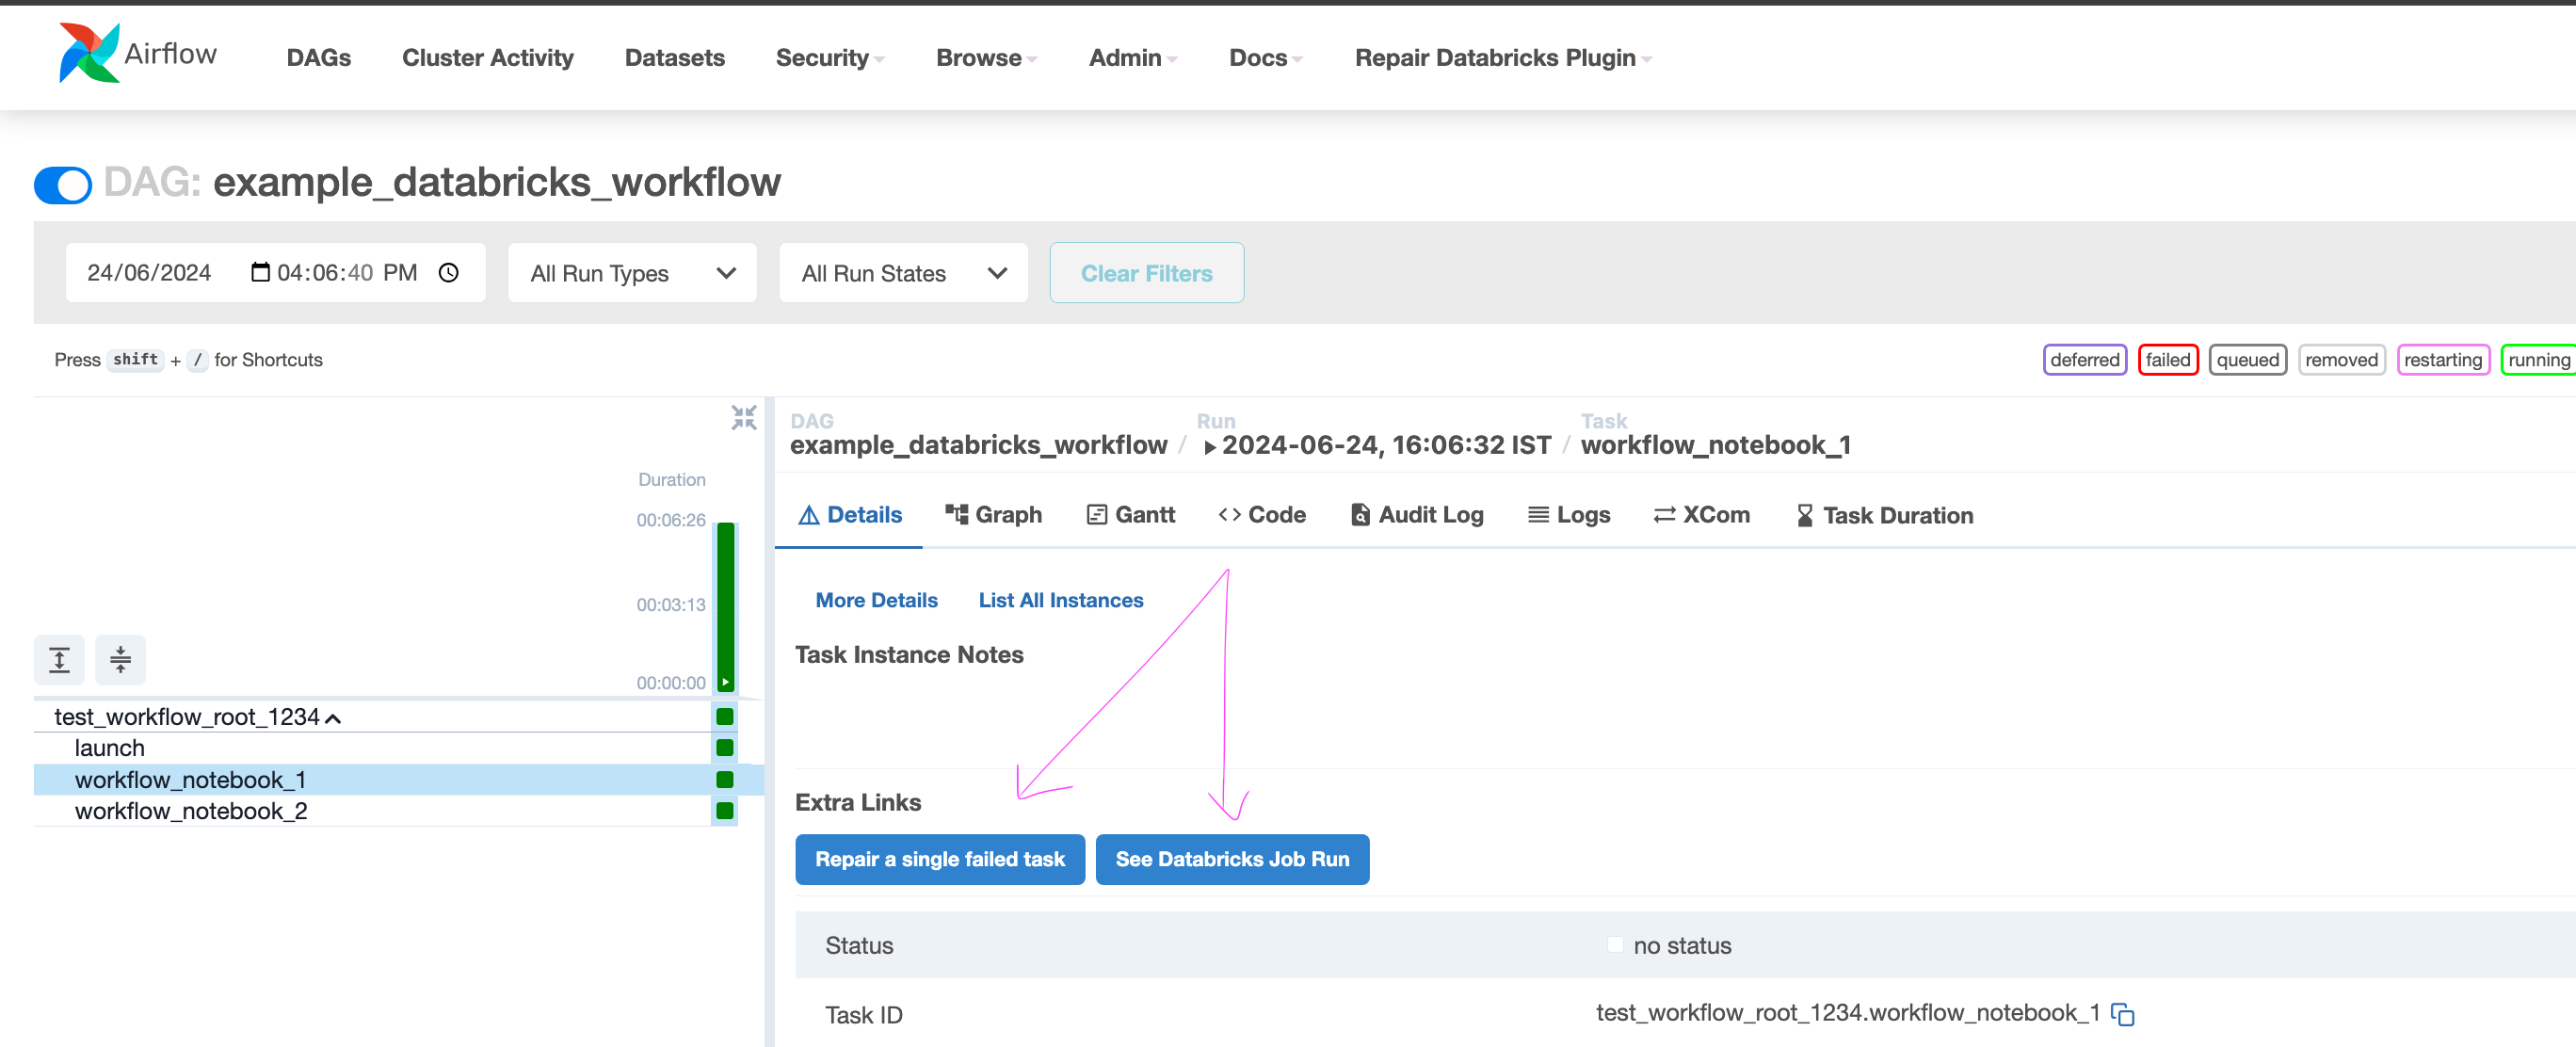 Airflow DAGs Cluster Activity Datasets Security Browse Admin Docs Repair Databricks Plugin
DAG: example_databricks_workflow
24/06/2024 04:06:40 PM All Run Types All Run States Clear Filters
Press shift + / for Shortcuts
deferred failed queued removed restarting running
DAG Run Task
example_databricks_workflow / 2024-06-24, 16:06:32 IST / workflow_notebook_1
Duration
00:06:26
00:03:13
00:00:00
test_workflow_root_1234
launch
workflow_notebook_1
workflow_notebook_2
Details Graph Gantt Code Audit Log Logs XCom Task Duration
More Details List All Instances
Task Instance Notes
Extra Links
Repair a single failed task See Databricks Job Run
Status no status
Task ID test_workflow_root_1234.workflow_notebook_1